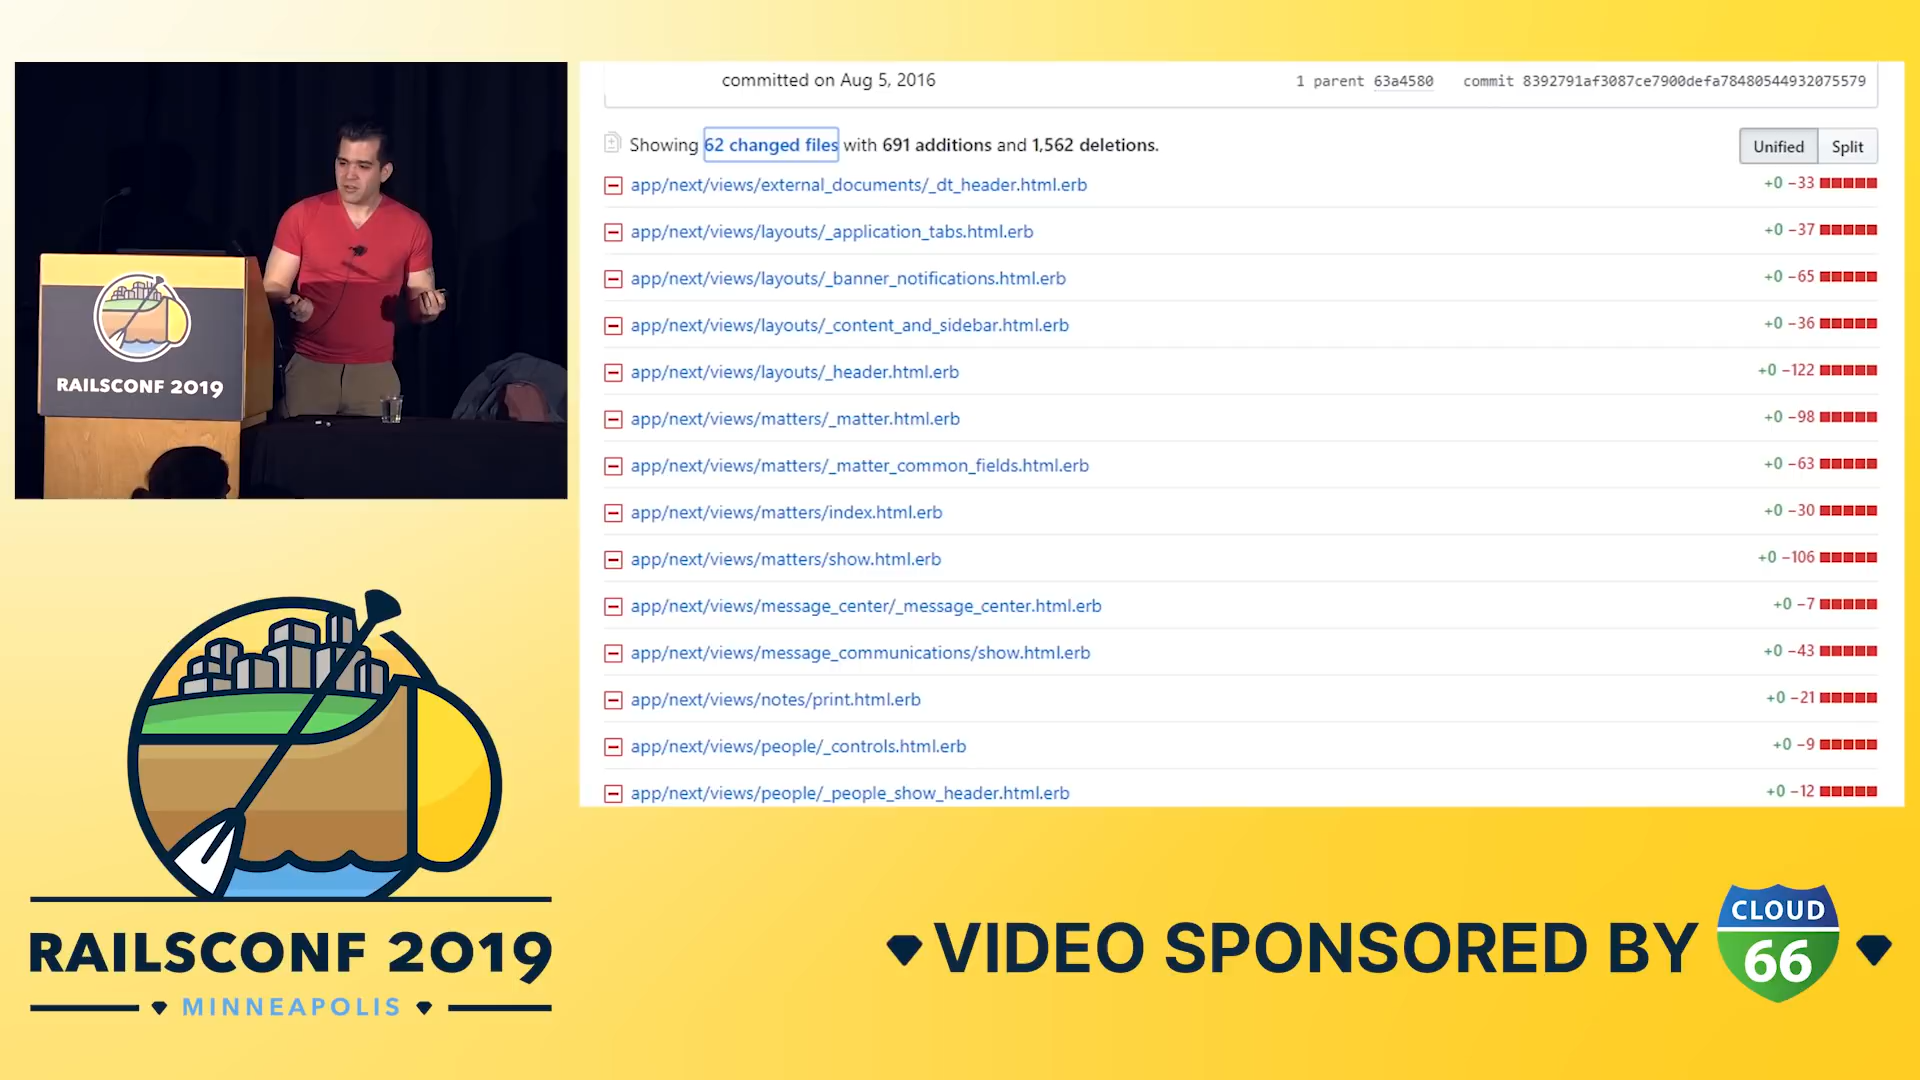 RAILSCONF 2019
committed on Aug 5, 2016 1 parent 63a4580 commit 8392791af3087ce7900defa78480544932075579
Showing 62 changed files with 691 additions and 1,562 deletions. Unified Split
app/next/views/external_documents/_dt_header.html.erb +0 −33
app/next/views/layouts/_application_tabs.html.erb +0 −37
app/next/views/layouts/_banner_notifications.html.erb +0 −65
app/next/views/layouts/_content_and_sidebar.html.erb +0 −36
app/next/views/layouts/_header.html.erb +0 −122
app/next/views/matters/_matter.html.erb +0 −98
app/next/views/matters/_matter_common_fields.html.erb +0 −63
app/next/views/matters/index.html.erb +0 −30
app/next/views/matters/show.html.erb +0 −106
app/next/views/message_center/_message_center.html.erb +0 −7
app/next/views/message_communications/show.html.erb +0 −43
app/next/views/notes/print.html.erb +0 −21
app/next/views/people/_controls.html.erb +0 −9
app/next/views/people/_people_show_header.html.erb +0 −12
RAILSCONF 2019
MINNEAPOLIS
VIDEO SPONSORED BY
CLOUD
66